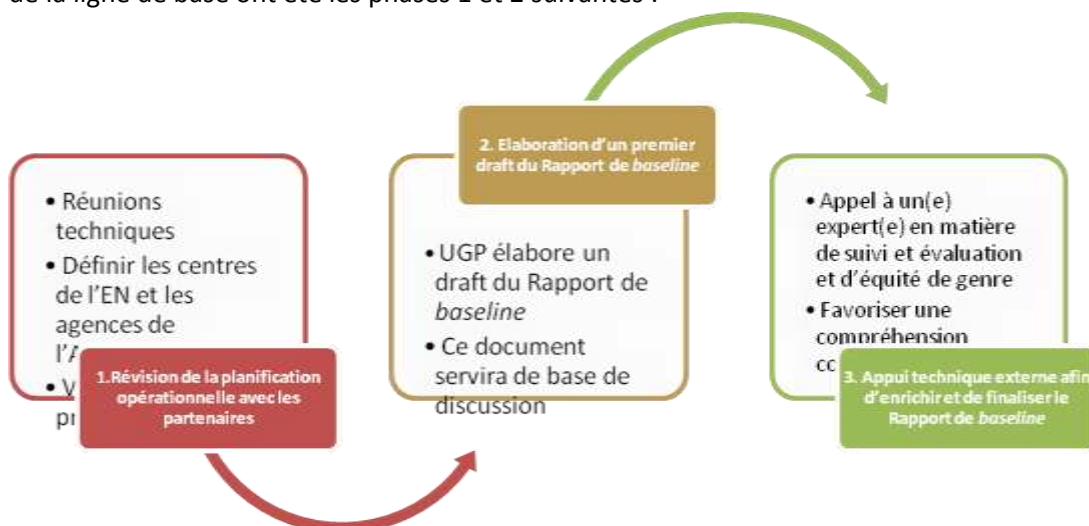 de la ligne de base ont été les phases 1 et 2 suivantes :
• Réunions
techniques
• Définir les centres
de l'EN et les
agences de
1.Révision de la planification
opérationnelle avec les
partenaires
2. Elaboration d'un premier
draft du Rapport de baseline
• UGP élabore un
draft du Rapport de
baseline
• Ce document
servira de base de
discussion
• Appel à un(e)
expert(e) en matière
de suivi et évaluation
et d'équité de genre
• Favoriser une
compréhension
3. Appui technique externe afin
d'enrichir et de finaliser le
Rapport de baseline